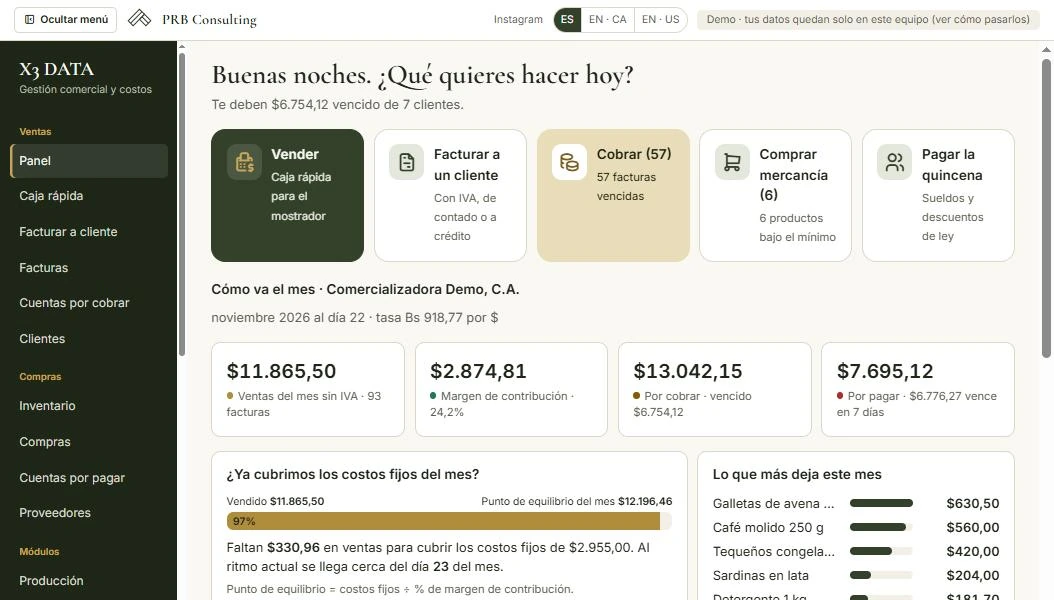 Ocultar menú
PRB Consulting
Instagram
ES
EN · CA
EN · US
Demo · tus datos quedan solo en este equipo (ver cómo pasarlos)
X3 DATA
Gestión comercial y costos
Ventas
Panel
Caja rápida
Facturar a cliente
Facturas
Cuentas por cobrar
Clientes
Compras
Inventario
Compras
Cuentas por pagar
Proveedores
Módulos
Producción
Buenas noches. ¿Qué quieres hacer hoy?
Te deben $6.754,12 vencido de 7 clientes.
Vender
Caja rápida
para el
mostrador
Facturar a
un cliente
Con IVA, de
contado o a
crédito
Cobrar (57)
57 facturas
vencidas
Comprar
mercancía
(6)
6 productos
bajo el mínimo
Pagar la
quincena
Sueldos y
descuentos
de ley
Cómo va el mes · Comercializadora Demo, C.A.
noviembre 2026 al día 22 · tasa Bs 918,77 por $
$11.865,50
Ventas del mes sin IVA · 93
facturas
$2.874,81
Margen de contribución ·
24,2%
$13.042,15
Por cobrar · vencido
$6.754,12
$7.695,12
Por pagar · $6.776,27 vence
en 7 días
¿Ya cubrimos los costos fijos del mes?
Vendido $11.865,50
Punto de equilibrio del mes $12.196,46
97%
Faltan $330,96 en ventas para cubrir los costos fijos de $2.955,00. Al
ritmo actual se llega cerca del día 23 del mes.
Punto de equilibrio = costos fijos ÷ % de margen de contribución.
Lo que más deja este mes
Galletas de avena ... $630,50
Café molido 250 g $560,00
Tequeños congela... $420,00
Sardinas en lata $204,00
Detergente 1 kg $181,70